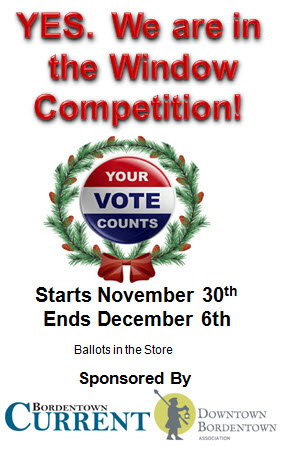 YES. We are in
the Window
Competition!
YOUR
VOTE
COUNTS
Starts November 30th
Ends December 6th
Ballots in the Store
Sponsored By
BORDENTOWN
CURRENT
DOWNTOWN
BORDENTOWN
ASSOCIATION